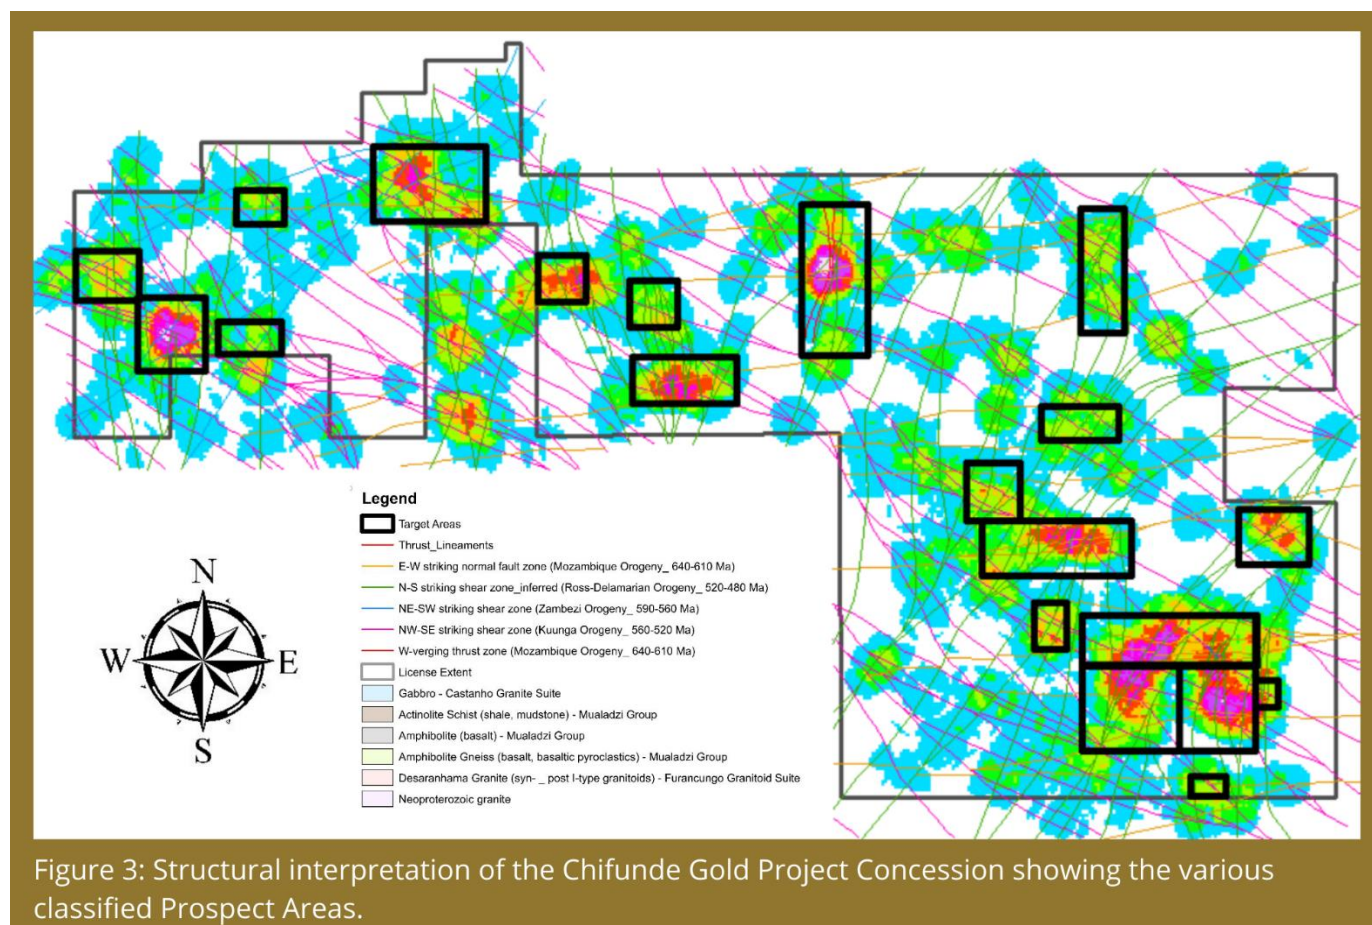 Legend
Target Areas
Thrust_Lineaments
E-W striking normal fault zone (Mozambique Orogeny_ 640-610 Ma)
N-S striking shear zone_inferred (Ross-Delamarian Orogeny_ 520-480 Ma)
NE-SW striking shear zone (Zambezi Orogeny_ 590-560 Ma)
NW-SE striking shear zone (Kuunga Orogeny_ 560-520 Ma)
W-verging thrust zone (Mozambique Orogeny_ 640-610 Ma)
License Extent
Gabbro - Castanho Granite Suite
Actinolite Schist (shale, mudstone) - Mualadzi Group
Amphibolite (basalt) - Mualadzi Group
Amphibolite Gneiss (basalt, basaltic pyroclastics) - Mualadzi Group
Desaranhama Granite (syn- _ post I-type granitoids) - Furancungo Granitoid Suite
Neoproterozoic granite
N
W E
S
Figure 3: Structural interpretation of the Chifunde Gold Project Concession showing the various
classified Prospect Areas.